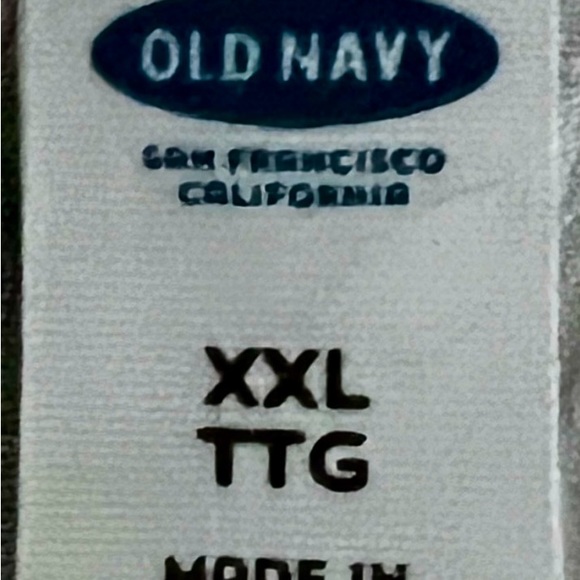 OLD NAVY
SAN FRANCISCO
CALIFORNIA
XXL
TTG
MADE IN